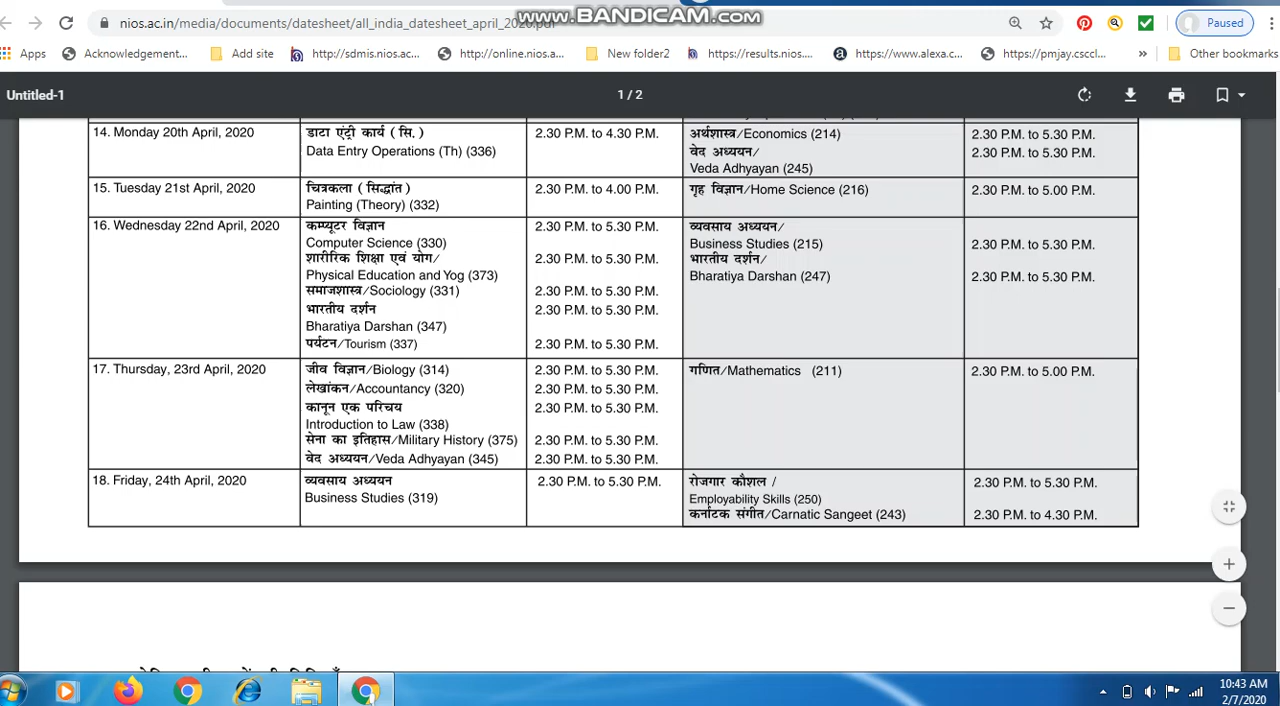 nios.ac.in/media/documents/datesheet/all_india_datesheet_april_2020.pdf
www.BANDICAM.com
Paused
Apps
Acknowledgement...
Add site
http://sdmis.nios.ac...
http://online.nios.a...
New folder2
https://results.nios....
https://www.alexa.c...
https://pmjay.csccl...
»
Other bookmarks
Untitled-1
1 / 2
14. Monday 20th April, 2020
डाटा एंट्री कार्य ( सि. )
Data Entry Operations (Th) (336)
2.30 P.M. to 4.30 P.M.
अर्थशास्त्र/Economics (214)
वेद अध्ययन/
Veda Adhyayan (245)
2.30 P.M. to 5.30 P.M.
2.30 P.M. to 5.30 P.M.
15. Tuesday 21st April, 2020
चित्रकला ( सिद्धांत )
Painting (Theory) (332)
2.30 P.M. to 4.00 P.M.
गृह विज्ञान/Home Science (216)
2.30 P.M. to 5.00 P.M.
16. Wednesday 22nd April, 2020
कम्प्यूटर विज्ञान
Computer Science (330)
शारीरिक शिक्षा एवं योग/
Physical Education and Yog (373)
समाजशास्त्र/Sociology (331)
भारतीय दर्शन
Bharatiya Darshan (347)
पर्यटन/Tourism (337)
2.30 P.M. to 5.30 P.M.
2.30 P.M. to 5.30 P.M.
2.30 P.M. to 5.30 P.M.
2.30 P.M. to 5.30 P.M.
2.30 P.M. to 5.30 P.M.
व्यवसाय अध्ययन/
Business Studies (215)
भारतीय दर्शन/
Bharatiya Darshan (247)
2.30 P.M. to 5.30 P.M.
2.30 P.M. to 5.30 P.M.
17. Thursday, 23rd April, 2020
जीव विज्ञान/Biology (314)
लेखांकन/Accountancy (320)
कानून एक परिचय
Introduction to Law (338)
सेना का इतिहास/Military History (375)
वेद अध्ययन/Veda Adhyayan (345)
2.30 P.M. to 5.30 P.M.
2.30 P.M. to 5.30 P.M.
2.30 P.M. to 5.30 P.M.
2.30 P.M. to 5.30 P.M.
2.30 P.M. to 5.30 P.M.
गणित/Mathematics (211)
2.30 P.M. to 5.00 P.M.
18. Friday, 24th April, 2020
व्यवसाय अध्ययन
Business Studies (319)
2.30 P.M. to 5.30 P.M.
रोजगार कौशल /
Employability Skills (250)
कर्नाटक संगीत/Carnatic Sangeet (243)
2.30 P.M. to 5.30 P.M.
2.30 P.M. to 4.30 P.M.
10:43 AM
2/7/2020